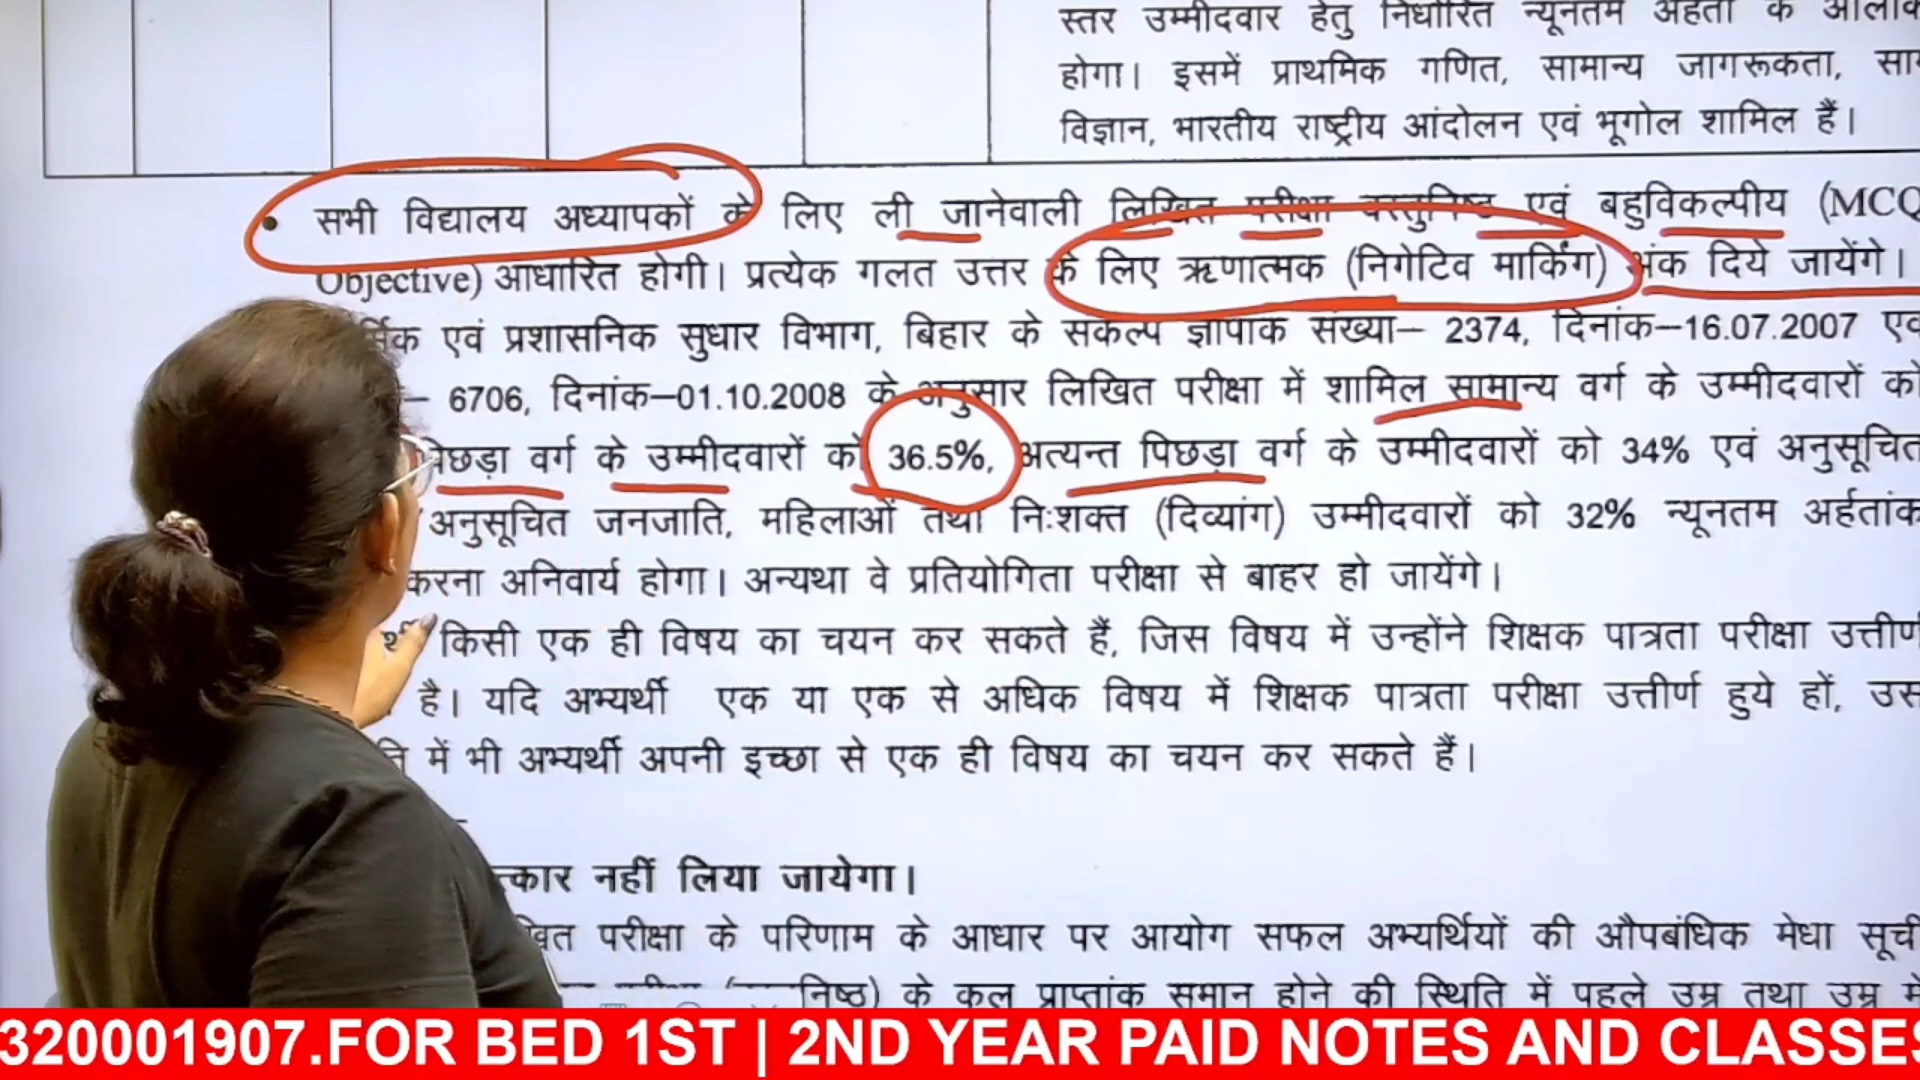 स्तर उम्मीदवार हेतु निर्धारित न्यूनतम अर्हता के
होगा। इसमें प्राथमिक गणित, सामान्य जागरूकता,
विज्ञान, भारतीय राष्ट्रीय आंदोलन एवं भूगोल शामिल हैं।
• सभी विद्यालय अध्यापकों के लिए ली जानेवाली लिखित परीक्षा वस्तुनिष्ठ एवं बहुविकल्पीय (MCQ
Objective) आधारित होगी। प्रत्येक गलत उत्तर के लिए ऋणात्मक (निगेटिव मार्किंग) अंक दिये जायेंगे।
एवं प्रशासनिक सुधार विभाग, बिहार के संकल्प ज्ञापांक संख्या– 2374, दिनांक–16.07.2007
– 6706, दिनांक–01.10.2008 के अनुसार लिखित परीक्षा में शामिल सामान्य वर्ग के उम्मीदवारों को
पिछड़ा वर्ग के उम्मीदवारों को 36.5%, अत्यन्त पिछड़ा वर्ग के उम्मीदवारों को 34% एवं अनुसूचित
अनुसूचित जनजाति, महिलाओं तथा निःशक्त (दिव्यांग) उम्मीदवारों को 32% न्यूनतम अर्हतांक
करना अनिवार्य होगा। अन्यथा वे प्रतियोगिता परीक्षा से बाहर हो जायेंगे।
किसी एक ही विषय का चयन कर सकते हैं, जिस विषय में उन्होंने शिक्षक पात्रता परीक्षा उत्तीर्ण
है। यदि अभ्यर्थी एक या एक से अधिक विषय में शिक्षक पात्रता परीक्षा उत्तीर्ण हुये हों, उस
में भी अभ्यर्थी अपनी इच्छा से एक ही विषय का चयन कर सकते हैं।
नहीं लिया जायेगा।
परीक्षा के परिणाम के आधार पर आयोग सफल अभ्यर्थियों की औपबंधिक मेधा सूची
के कुल प्राप्तांक समान होने की स्थिति में पहले उम्र तथा उम्र में
320001907.FOR BED 1ST | 2ND YEAR PAID NOTES AND CLASSES